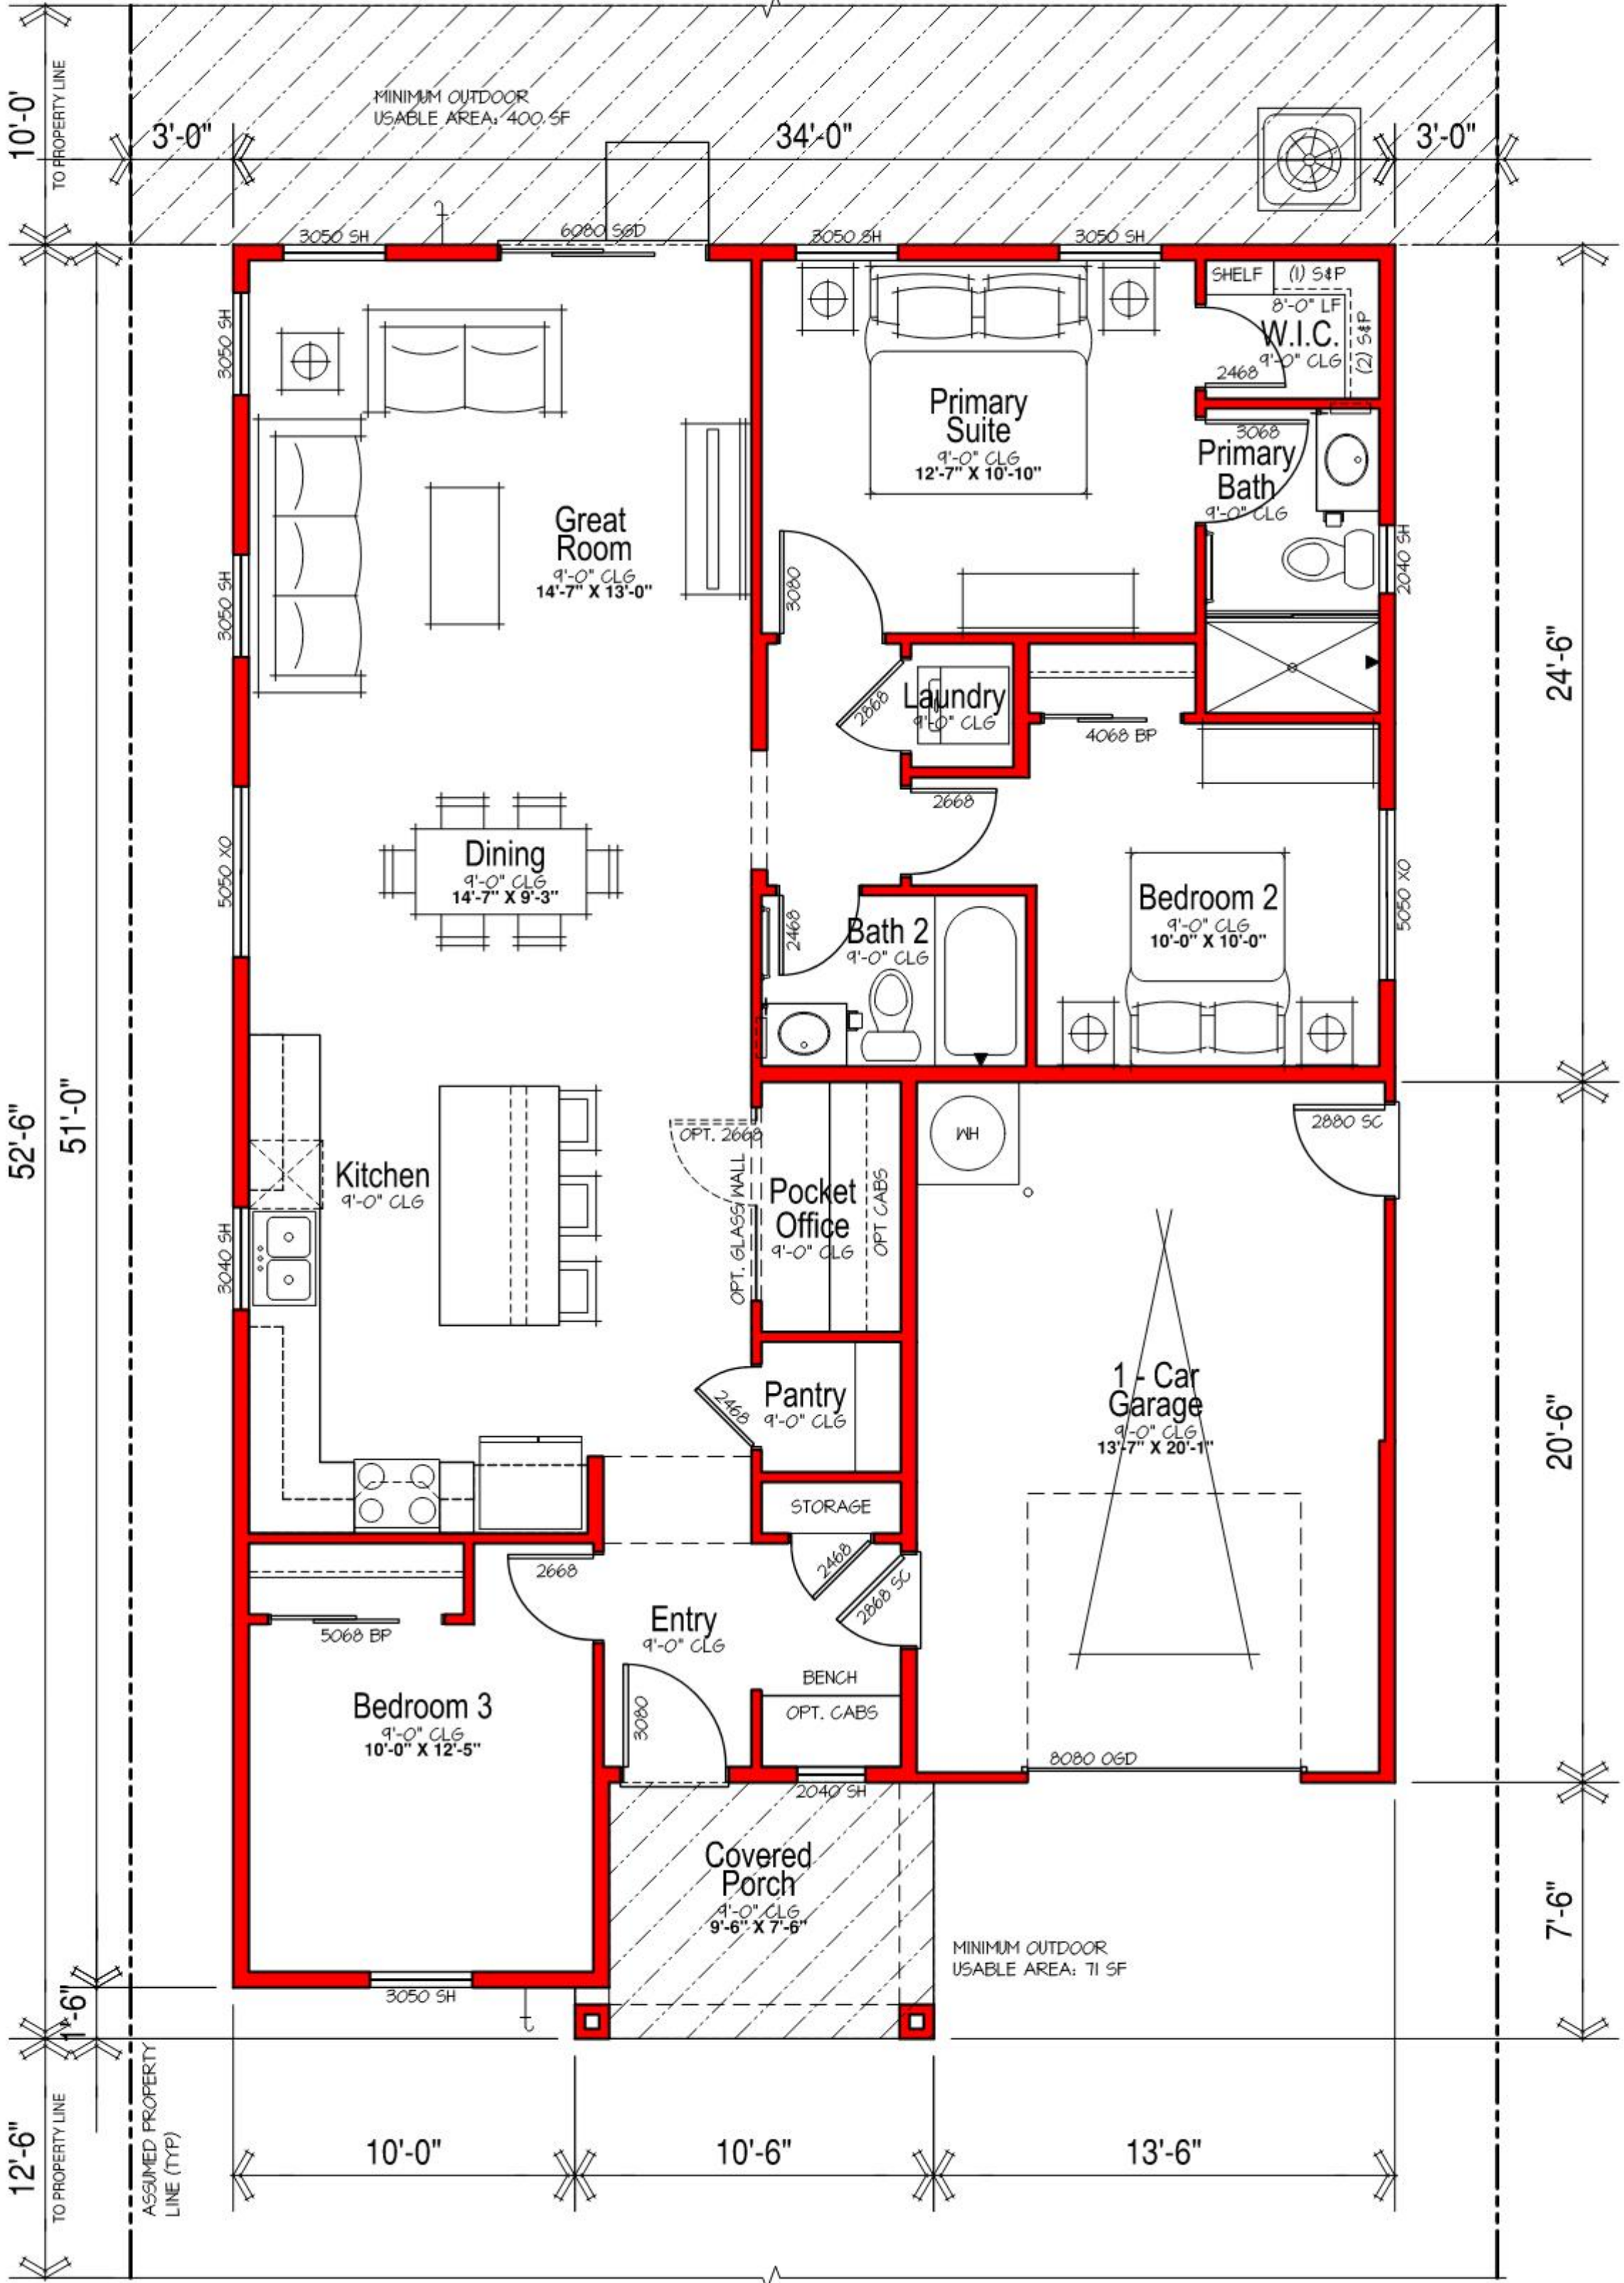 10'-0'
TO PROPERTY LINE
MINIMUM OUTDOOR
USABLE AREA: 400 SF
3'-0"
34'-0"
3'-0"
3050 SH
6080 SGD
3050 SH
3050 SH
SHELF
(1) S&P
8'-0" LF
W.I.C.
9'-0" CLG
(2) S&P
2468
3050 SH
Primary
Suite
9'-0" CLG
12'-7" X 10'-10"
3068
Primary
Bath
9'-0" CLG
2040 SH
Great
Room
9'-0" CLG
14'-7" X 13'-0"
3050 SH
3080
24'-6"
2868
Laundry
9'-0" CLG
4068 BP
2668
Dining
9'-0" CLG
14'-7" X 9'-3"
5050 XO
Bedroom 2
9'-0" CLG
10'-0" X 10'-0"
5050 XO
2468
Bath 2
9'-0" CLG
52'-6"
51'-0"
2880 SC
HM
OPT. 2668
OPT. GLASS WALL
Kitchen
9'-0" CLG
Pocket
Office
9'-0" CLG
OPT CABS
3040 SH
1 - Car
Garage
9'-0" CLG
13'-7" X 20'-1"
20'-6"
2468
Pantry
9'-0" CLG
STORAGE
2468
2868 SC
2668
5068 BP
Entry
9'-0" CLG
BENCH
OPT. CABS
3080
Bedroom 3
9'-0" CLG
10'-0" X 12'-5"
8080 OGD
2040 SH
Covered
Porch
9'-0" CLG
9'-6" X 7'-6"
7'-6"
MINIMUM OUTDOOR
USABLE AREA: 71 SF
3050 SH
1'-6"
12'-6"
TO PROPERTY LINE
ASSUMED PROPERTY
LINE (TYP)
10'-0"
10'-6"
13'-6"